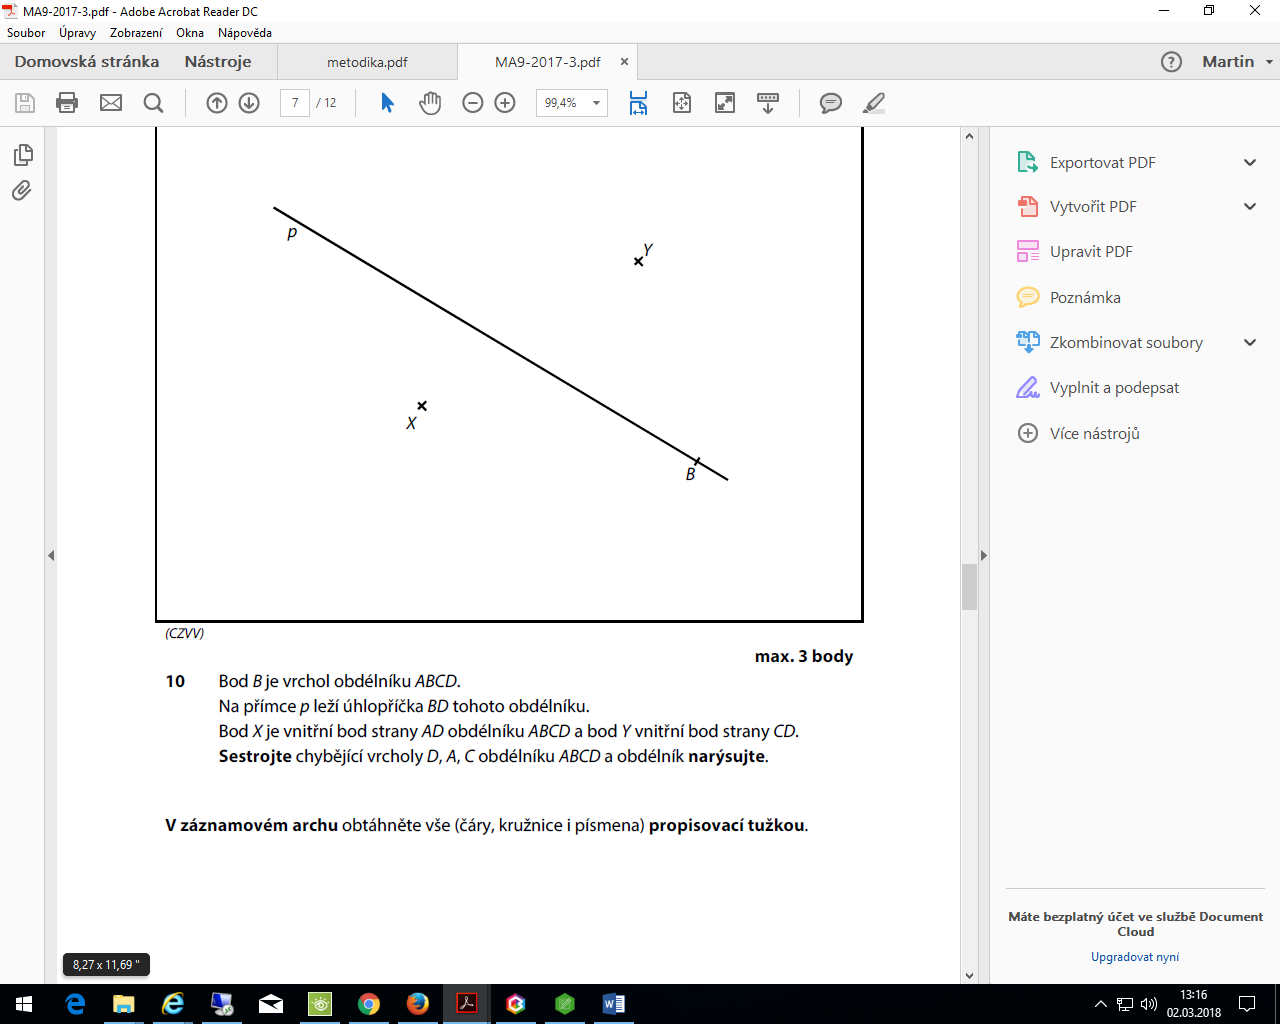 MA9-2017-3.pdf - Adobe Acrobat Reader DC
Soubor Úpravy Zobrazení Okna Nápověda
Domovská stránka Nástroje metodika.pdf MA9-2017-3.pdf × Martin
7 / 12 99,4%
p
Y
X
B
(CZVV)
max. 3 body
10 Bod B je vrchol obdélníku ABCD.
Na přímce p leží úhlopříčka BD tohoto obdélníku.
Bod X je vnitřní bod strany AD obdélníku ABCD a bod Y vnitřní bod strany CD.
Sestrojte chybějící vrcholy D, A, C obdélníku ABCD a obdélník narýsujte.
V záznamovém archu obtáhněte vše (čáry, kružnice i písmena) propisovací tužkou.
8,27 x 11,69 "
Exportovat PDF
Vytvořit PDF
Upravit PDF
Poznámka
Zkombinovat soubory
Vyplnit a podepsat
Více nástrojů
Máte bezplatný účet ve službě Document
Cloud
Upgradovat nyní
13:16
02.03.2018